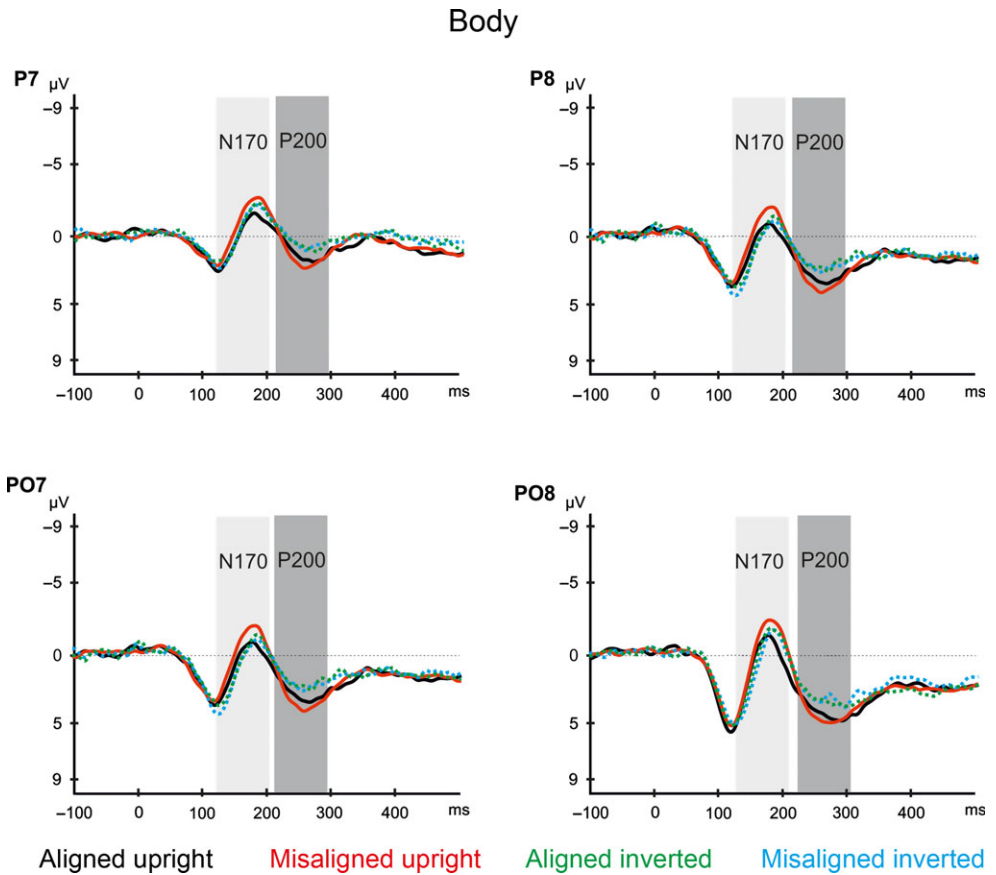 Body
P7 µV
P8 µV
–9
–9
N170 P200
N170 P200
–5
–5
0
0
5
5
9
9
–100 0 100 200 300 400 ms
–100 0 100 200 300 400 ms
PO7 µV
PO8 µV
–9
–9
N170 P200
N170 P200
–5
–5
0
0
5
5
9
9
–100 0 100 200 300 400 ms
–100 0 100 200 300 400 ms
Aligned upright Misaligned upright Aligned inverted Misaligned inverted